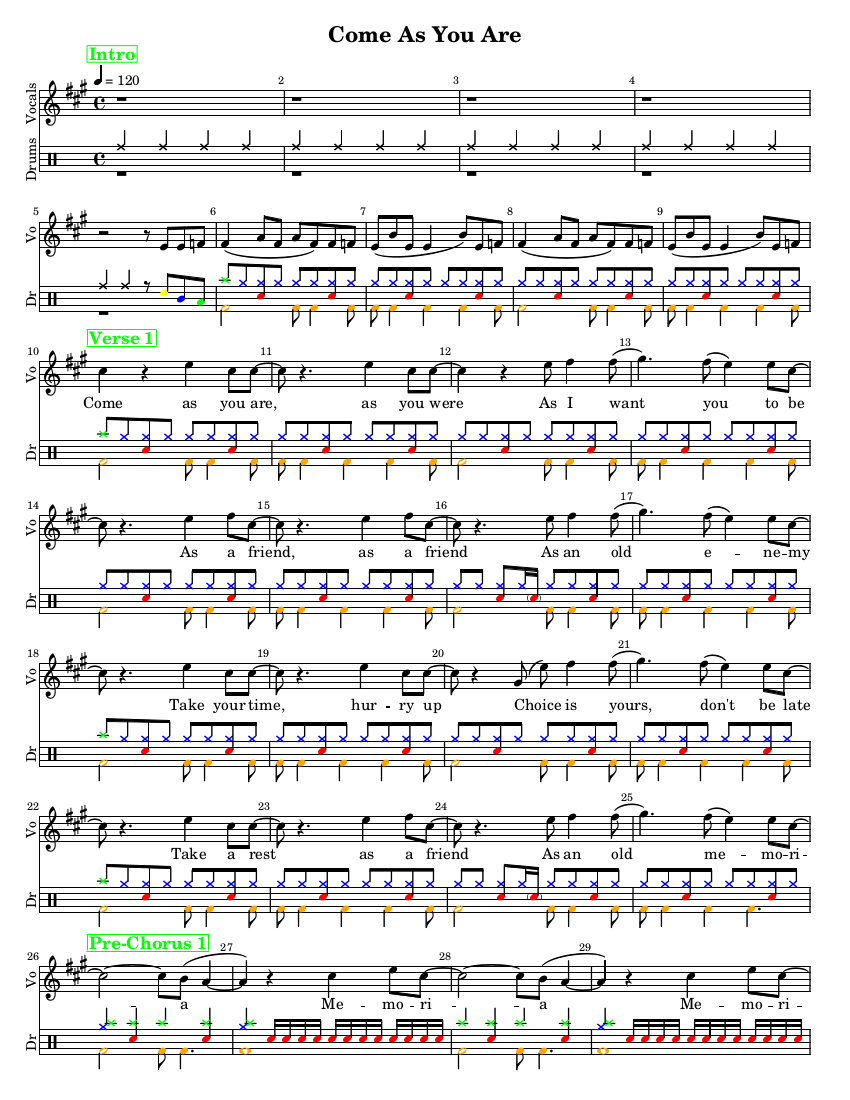 Come As You Are
Intro
= 120
2 3 4
Vocals
Drums
5 6 7 8 9
Vo
Dr
Verse 1
10 11 12 13
Vo
Come as you are, as you were As I want you to be
Dr
14 15 16 17
Vo
As a friend, as a friend As an old e – ne–my
Dr
18 19 20 21
Vo
Take your time, hur - ry up Choice is yours, don't be late
Dr
22 23 24 25
Vo
Take a rest as a friend As an old me – mo–ri–
Dr
Pre-Chorus 1
26 27 28 29
Vo
– a Me – mo–ri– – a Me – mo–ri–
Dr